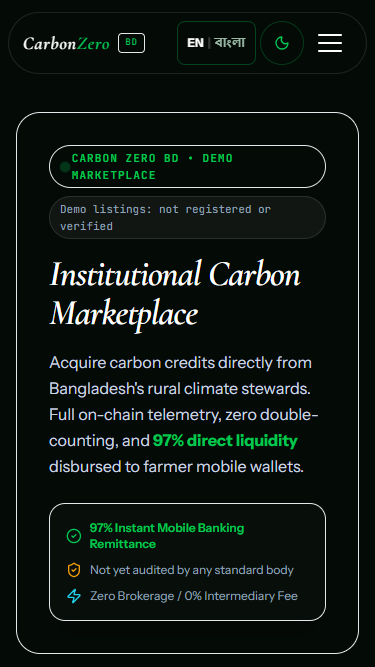 CarbonZero BD EN | বাংলা
CARBON ZERO BD • DEMO
MARKETPLACE
Demo listings: not registered or
verified
Institutional Carbon
Marketplace
Acquire carbon credits directly from
Bangladesh's rural climate stewards.
Full on-chain telemetry, zero double-
counting, and 97% direct liquidity
disbursed to farmer mobile wallets.
97% Instant Mobile Banking
Remittance
Not yet audited by any standard body
Zero Brokerage / 0% Intermediary Fee